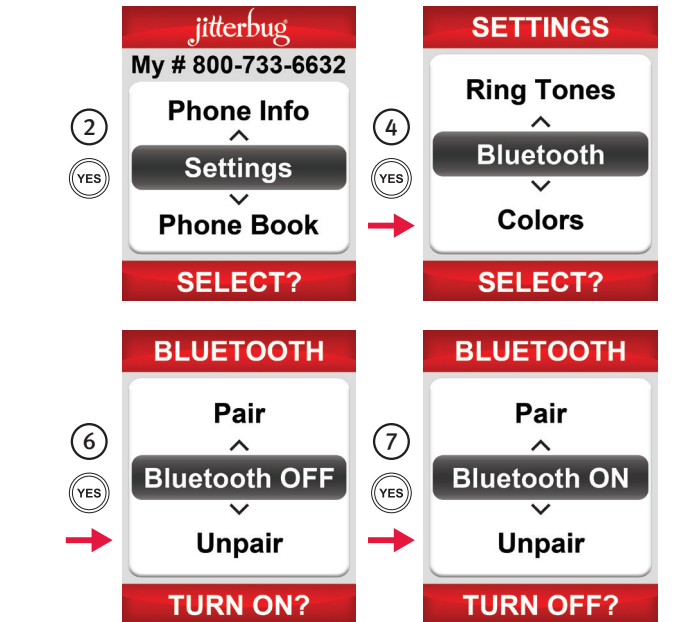 jitterbug
My # 800-733-6632
2
YES
Phone Info
Settings
Phone Book
SELECT?
SETTINGS
4
YES
Ring Tones
Bluetooth
Colors
SELECT?
BLUETOOTH
6
YES
Pair
Bluetooth OFF
Unpair
TURN ON?
BLUETOOTH
7
YES
Pair
Bluetooth ON
Unpair
TURN OFF?